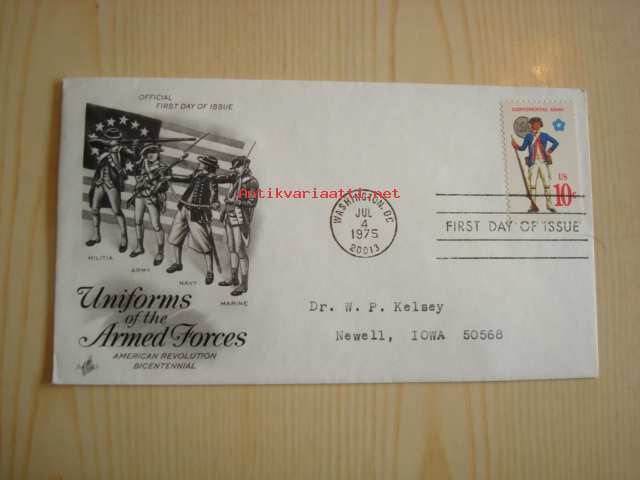 OFFICIAL
FIRST DAY OF ISSUE
MILITIA
ARMY
NAVY
MARINE
Uniforms
of the
Armed Forces
AMERICAN REVOLUTION
BICENTENNIAL
Antikvariaatti.net
WASHINGTON, DC
JUL
4
1975
20013
CONTINENTAL ARMY
US
10c
FIRST DAY OF ISSUE
Dr. W. P. Kelsey
Newell, IOWA 50568